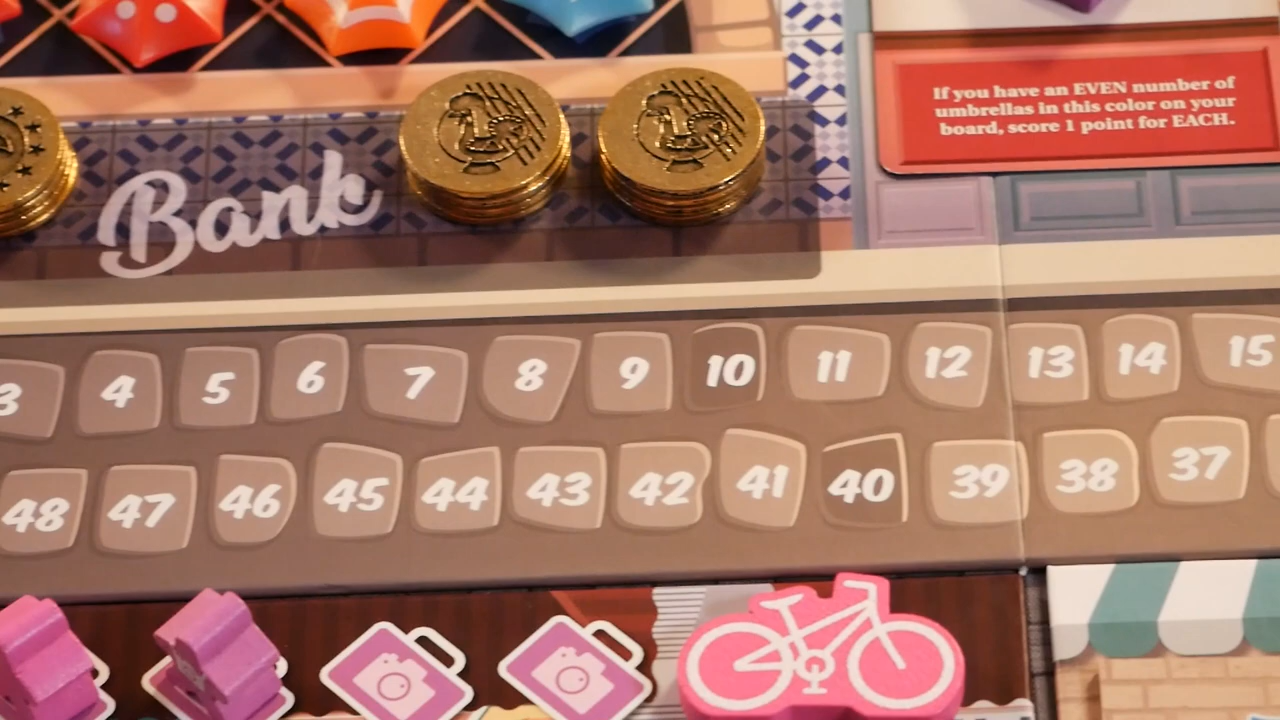 If you have an EVEN number of
umbrellas in this color on your
board, score 1 point for EACH.
Bank
1
1
3 4 5 6 7 8 9 10 11 12 13 14 15
48 47 46 45 44 43 42 41 40 39 38 37